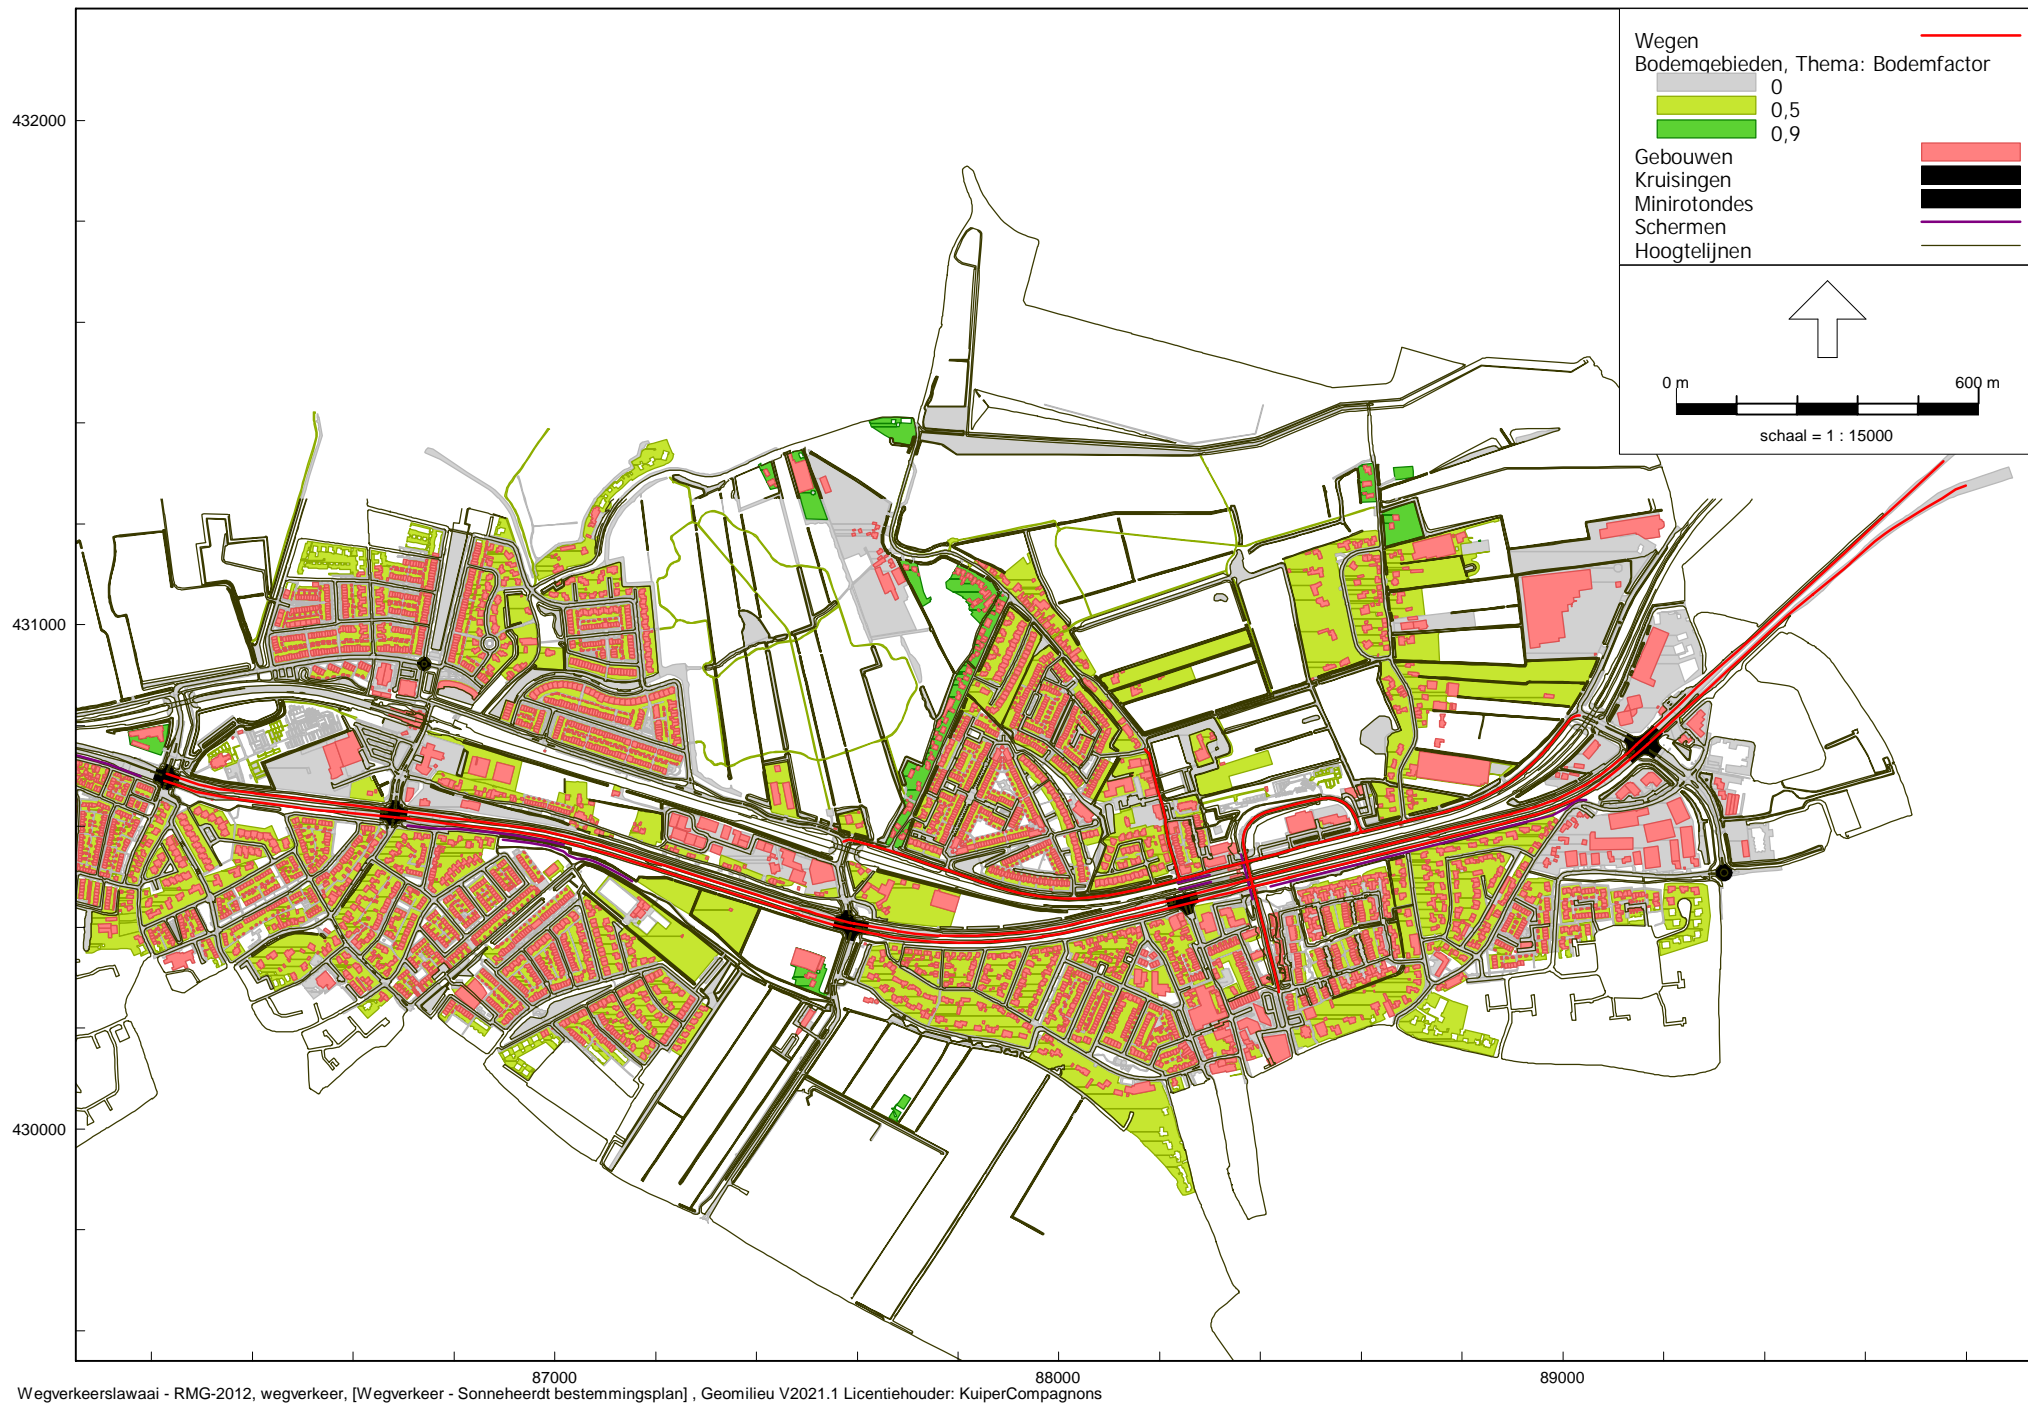 Wegen
Bodemgebieden, Thema: Bodemfactor
0
0,5
0,9
Gebouwen
Kruisingen
Minirotondes
Schermen
Hoogtelijnen
0 m 600 m
schaal = 1 : 15000
432000
431000
430000
87000 88000 89000
Wegverkeerslawaai - RMG-2012, wegverkeer, [Wegverkeer - Sonneheerdt bestemmingsplan] , Geomilieu V2021.1 Licentiehouder: KuiperCompagnons